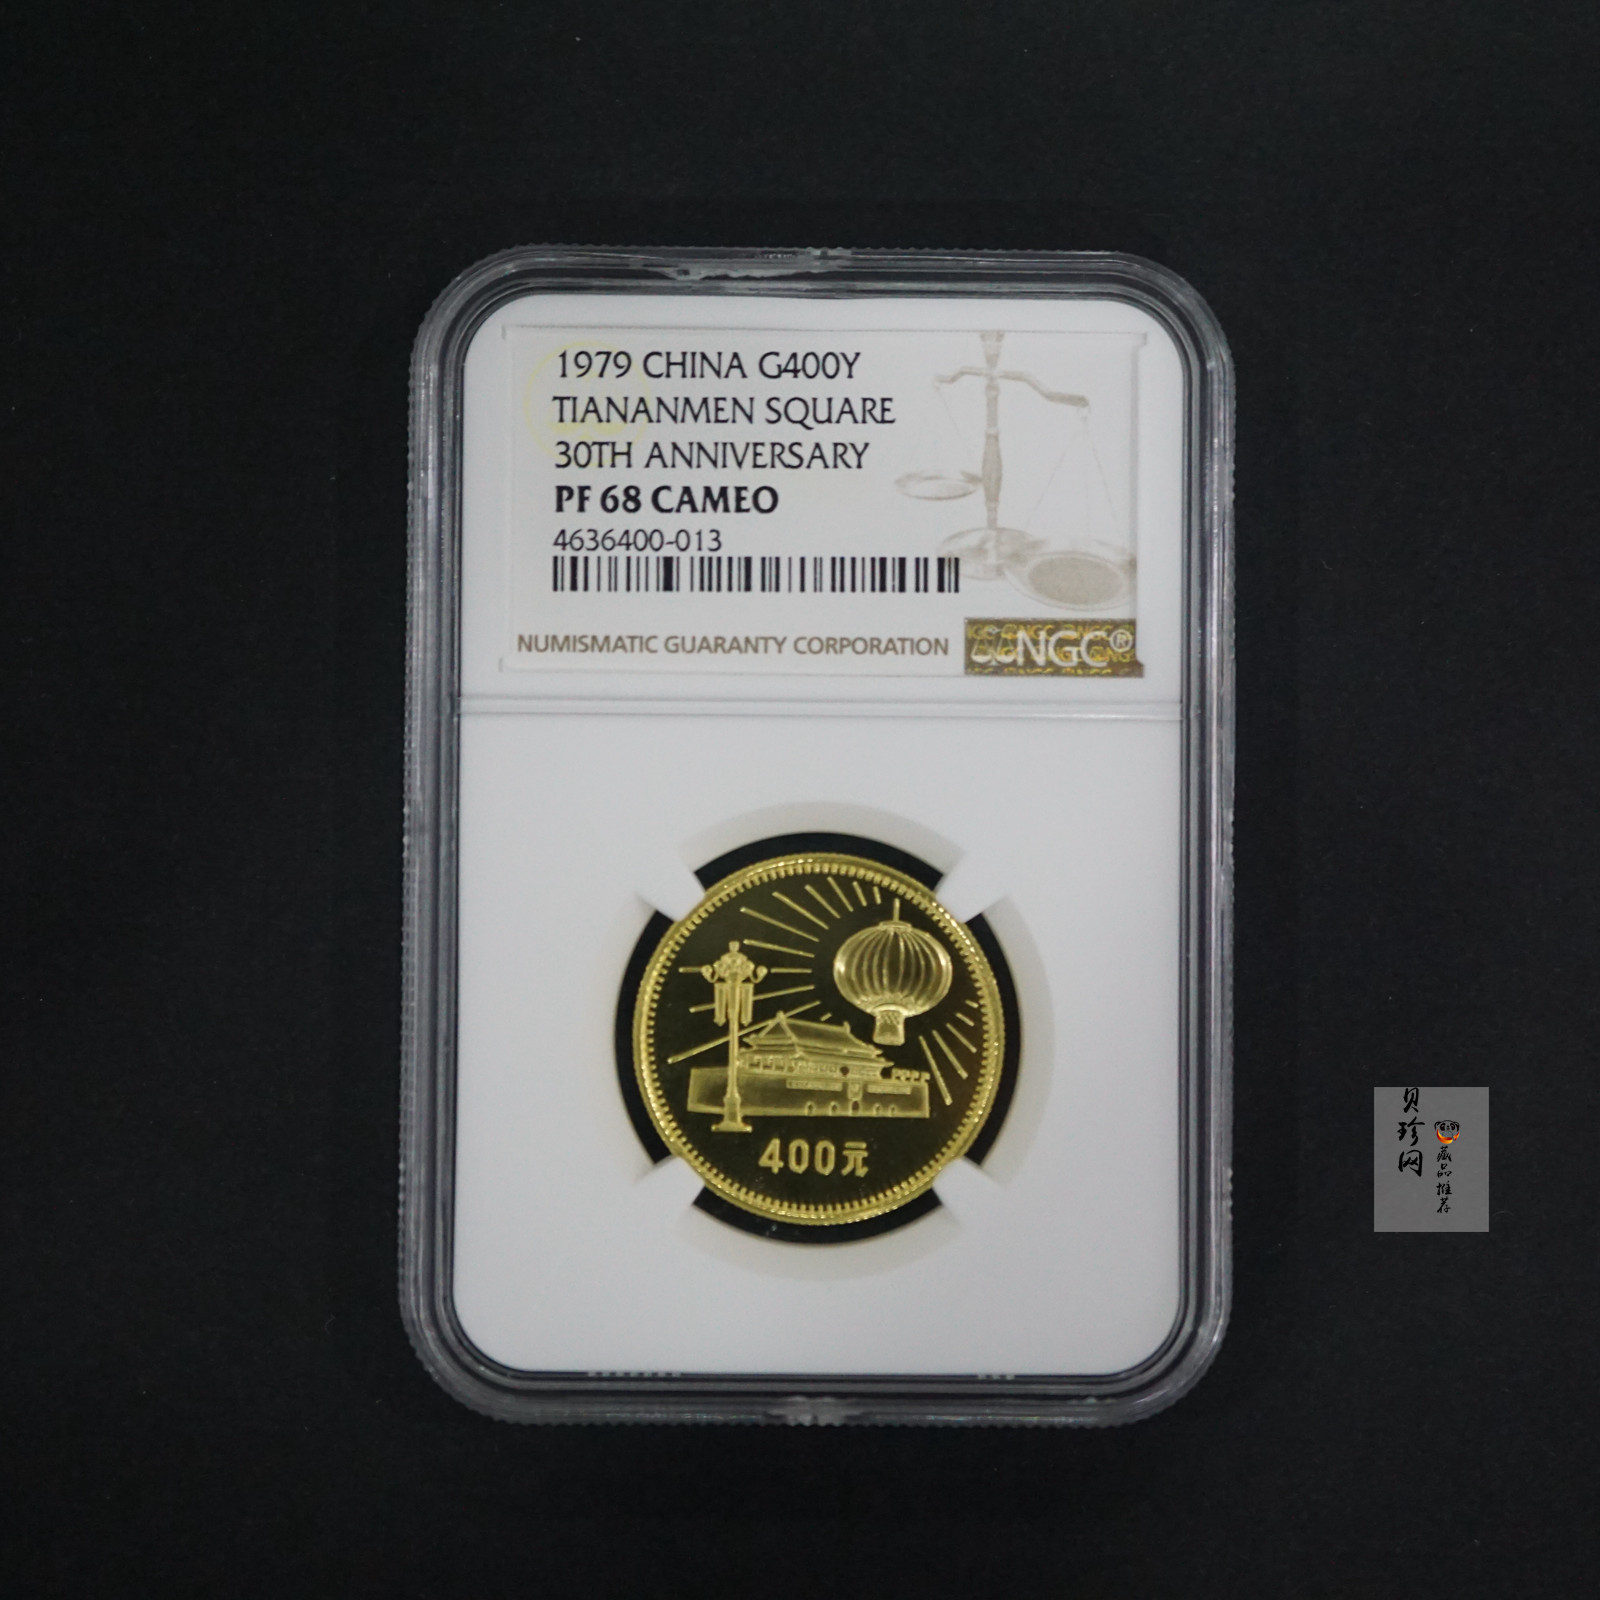 1979 CHINA G400Y
TIANANMEN SQUARE
30TH ANNIVERSARY
PF 68 CAMEO
4636400-013
NUMISMATIC GUARANTY CORPORATION
NGC®
400元
贝珍网
藏品推荐